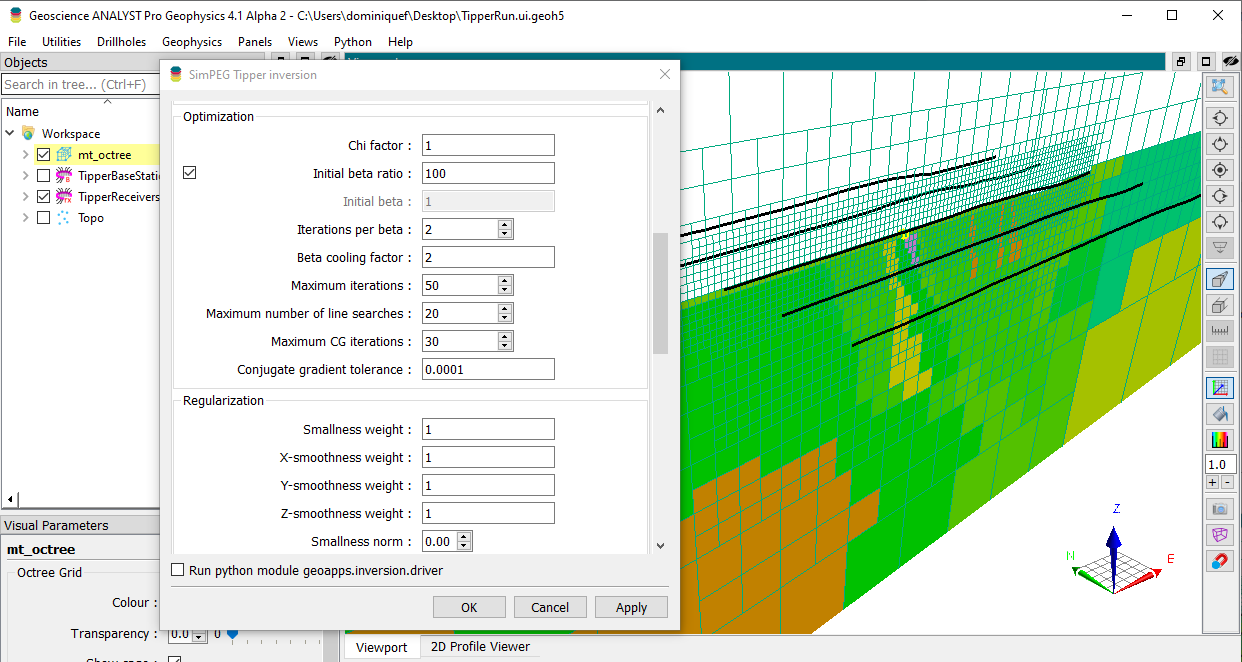 Geoscience ANALYST Pro Geophysics 4.1 Alpha 2 - C:\Users\dominiquef\Desktop\TipperRun.ui.geoh5
File Utilities Drillholes Geophysics Panels Views Python Help
Objects
Search in tree... (Ctrl+F)
Name
Workspace
mt_octree
TipperBaseStati
TipperReceivers
Topo
SimPEG Tipper inversion
Optimization
Chi factor : 1
Initial beta ratio : 100
Initial beta : 1
Iterations per beta : 2
Beta cooling factor : 2
Maximum iterations : 50
Maximum number of line searches : 20
Maximum CG iterations : 30
Conjugate gradient tolerance : 0.0001
Regularization
Smallness weight : 1
X-smoothness weight : 1
Y-smoothness weight : 1
Z-smoothness weight : 1
Smallness norm : 0.00
Run python module geoapps.inversion.driver
OK Cancel Apply
Visual Parameters
mt_octree
Octree Grid
Colour :
Transparency : 0.0 0
1.0
+ -
Z
N
E
Viewport 2D Profile Viewer